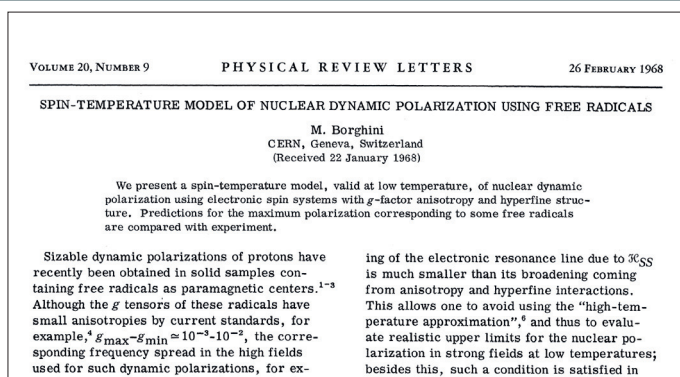 VOLUME 20, NUMBER 9 PHYSICAL REVIEW LETTERS 26 FEBRUARY 1968
SPIN-TEMPERATURE MODEL OF NUCLEAR DYNAMIC POLARIZATION USING FREE RADICALS
M. Borghini
CERN, Geneva, Switzerland
(Received 22 January 1968)
We present a spin-temperature model, valid at low temperature, of nuclear dynamic
polarization using electronic spin systems with g-factor anisotropy and hyperfine struc-
ture. Predictions for the maximum polarization corresponding to some free radicals
are compared with experiment.
Sizable dynamic polarizations of protons have
recently been obtained in solid samples con-
taining free radicals as paramagnetic centers.¹⁻³
Although the g tensors of these radicals have
small anisotropies by current standards, for
example,⁴ gmax-gmin ≃10⁻³-10⁻², the corre-
sponding frequency spread in the high fields
used for such dynamic polarizations, for ex-
ing of the electronic resonance line due to ℋSS
is much smaller than its broadening coming
from anisotropy and hyperfine interactions.
This allows one to avoid using the "high-tem-
perature approximation",⁶ and thus to evalu-
ate realistic upper limits for the nuclear po-
larization in strong fields at low temperatures;
besides this, such a condition is satisfied in